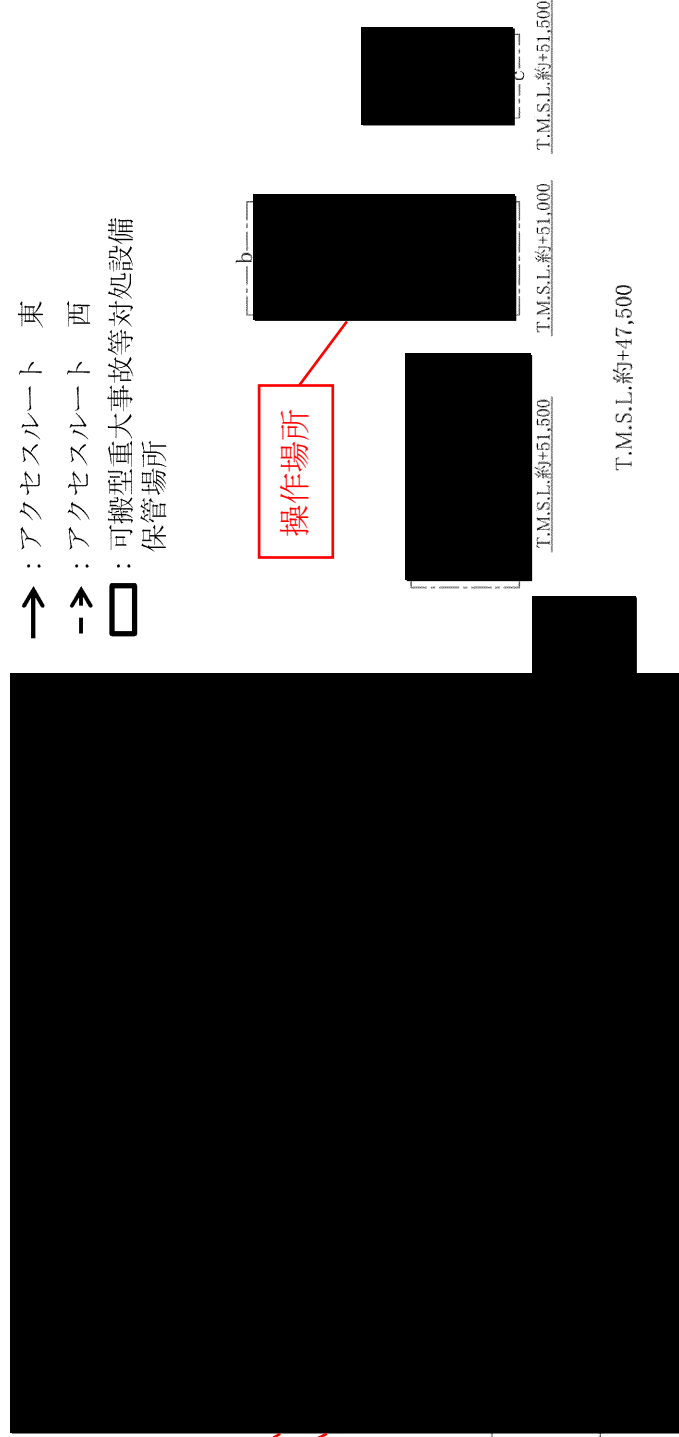 ：アクセスルート　東
：アクセスルート　西
：可搬型重大事故等対処設備
保管場所
操作場所
b
c
T.M.S.L.約+51,500
T.M.S.L.約+51,000
T.M.S.L.約+51,500
T.M.S.L.約+47,500